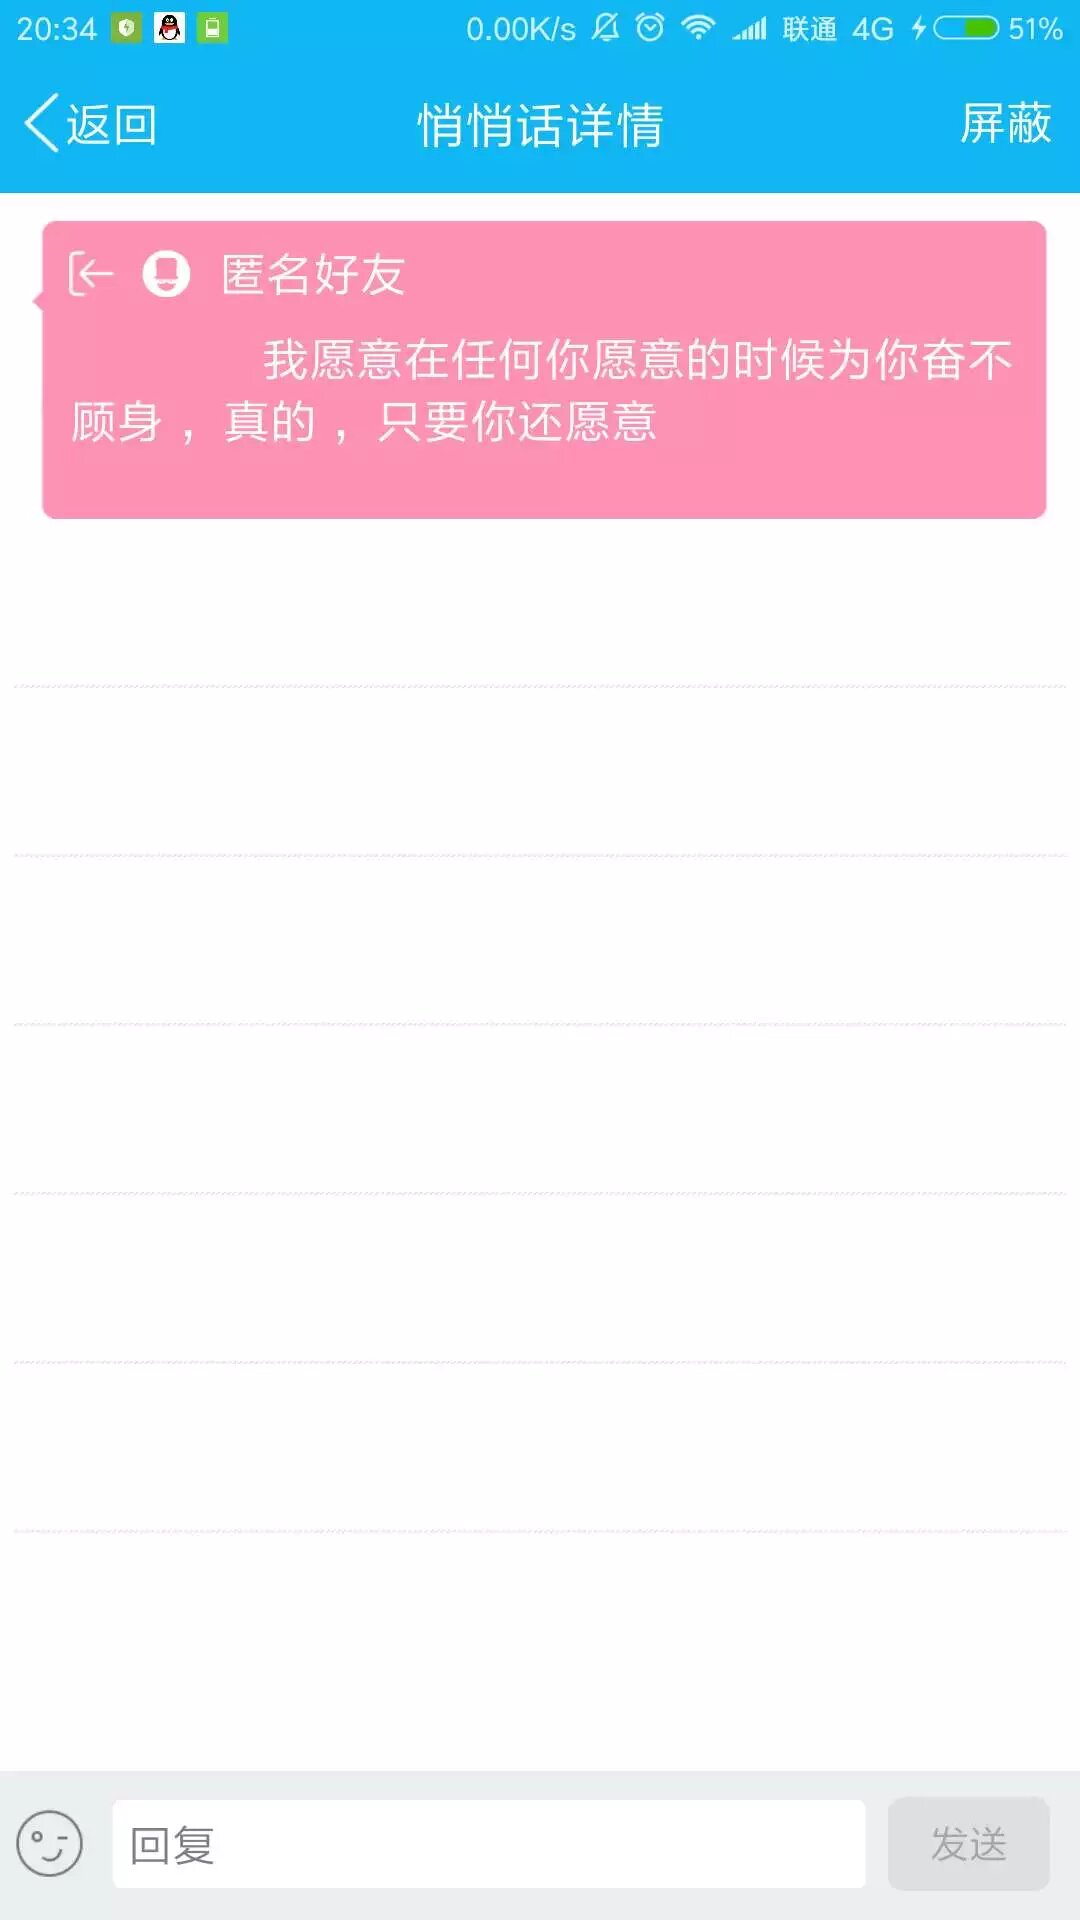 20:34 0.00K/s 联通 4G 51%
返回 悄悄话详情 屏蔽
匿名好友
我愿意在任何你愿意的时候为你奋不
顾身，真的，只要你还愿意
回复 发送